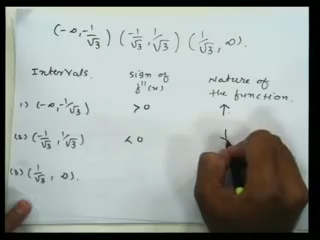 (-∞, -1/√3) (-1/√3, 1/√3) (1/√3, ∞)
Intervals. Sign of f''(x) Nature of the function.
1) (-∞, -1/√3) >0 ↑
(2) (-1/√3, 1/√3) <0
(3) (1/√3, ∞).